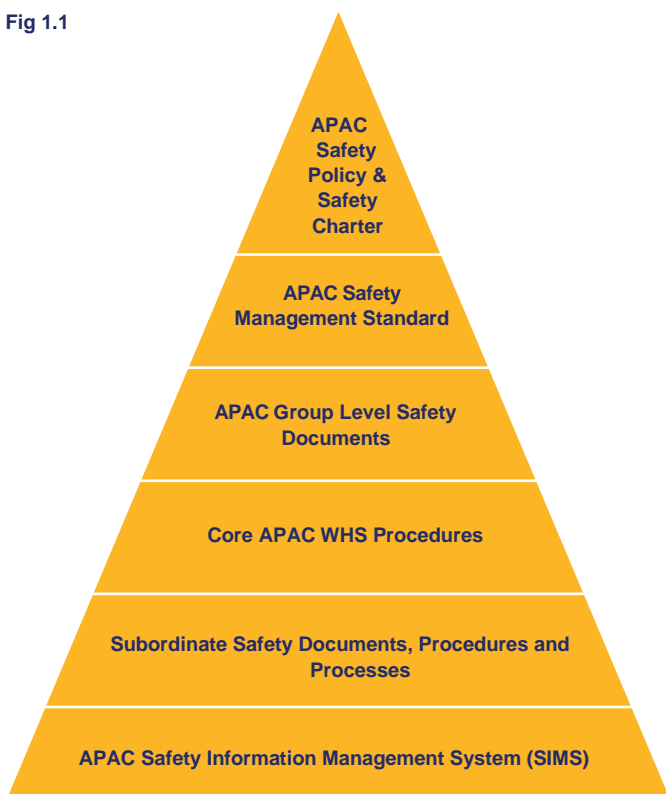 Fig 1.1
APAC
Safety
Policy &
Safety
Charter
APAC Safety
Management Standard
APAC Group Level Safety
Documents
Core APAC WHS Procedures
Subordinate Safety Documents, Procedures and
Processes
APAC Safety Information Management System (SIMS)